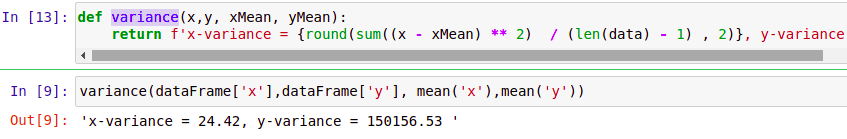 In [13]: def variance(x,y, xMean, yMean):
return f'x-variance = {round(sum((x - xMean) ** 2)  / (len(data) - 1) , 2)}, y-variance
In [9]: variance(dataFrame['x'],dataFrame['y'], mean('x'),mean('y'))
Out[9]: 'x-variance = 24.42, y-variance = 150156.53 '